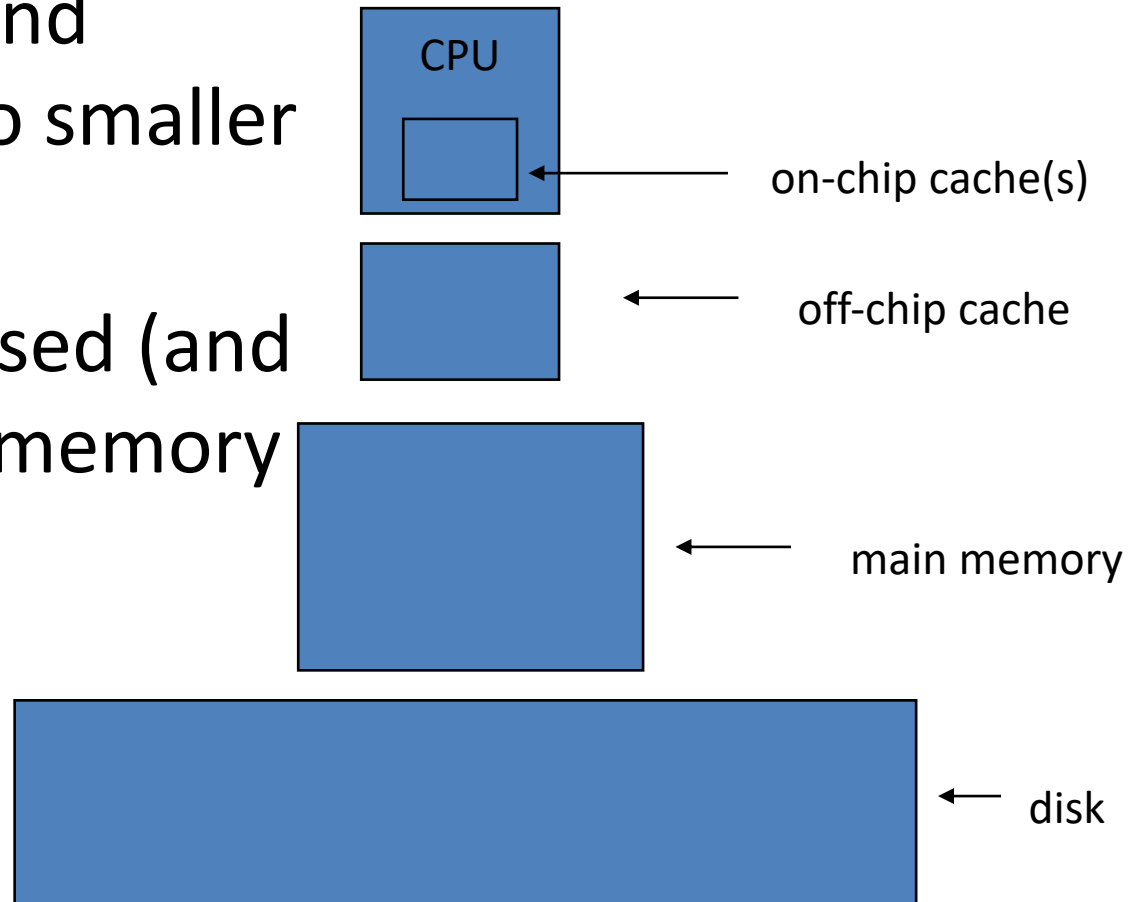 nd
o smaller
sed (and
memory
CPU
on-chip cache(s)
off-chip cache
main memory
disk